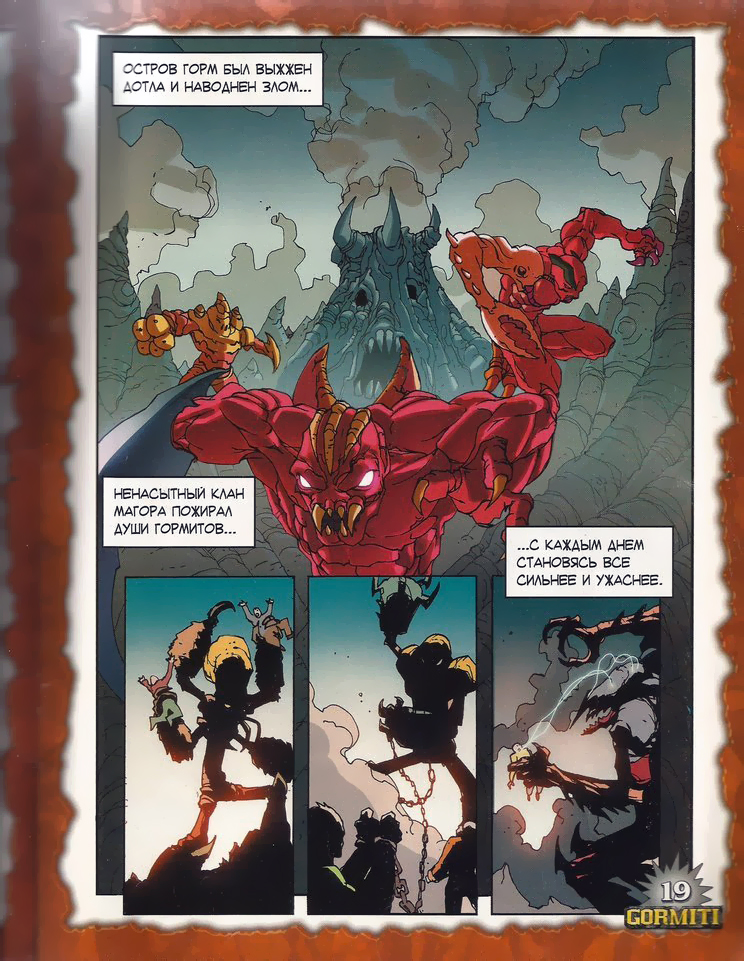 ОСТРОВ ГОРМ БЫЛ ВЫЖЖЕН
ДОТЛА И НАВОДНЕН ЗЛОМ...
НЕНАСЫТНЫЙ КЛАН
МАГОРА ПОЖИРАЛ
ДУШИ ГОРМИТОВ...
...С КАЖДЫМ ДНЕМ
СТАНОВЯСЬ ВСЕ
СИЛЬНЕЕ И УЖАСНЕЕ.
19
GORMITI